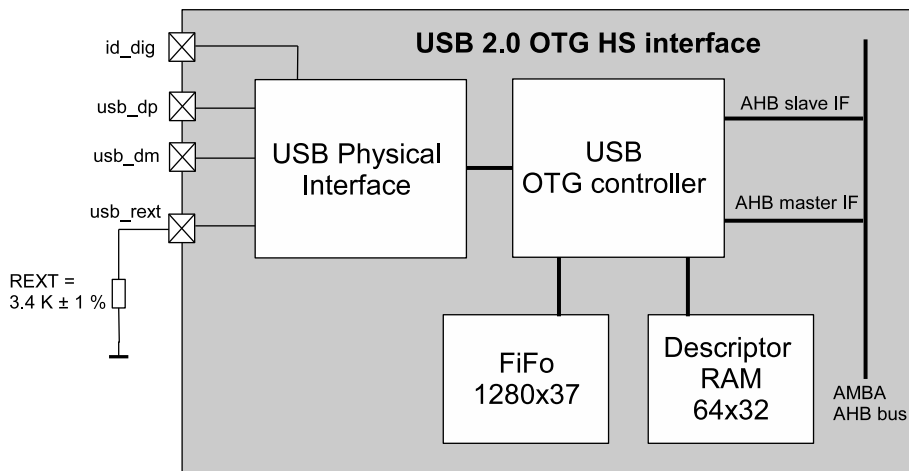 id_dig
USB 2.0 OTG HS interface
usb_dp
AHB slave IF
usb_dm
USB Physical
Interface
USB
OTG controller
AHB master IF
usb_rext
REXT =
3.4 K ± 1 %
FiFo
1280x37
Descriptor
RAM
64x32
AMBA
AHB bus